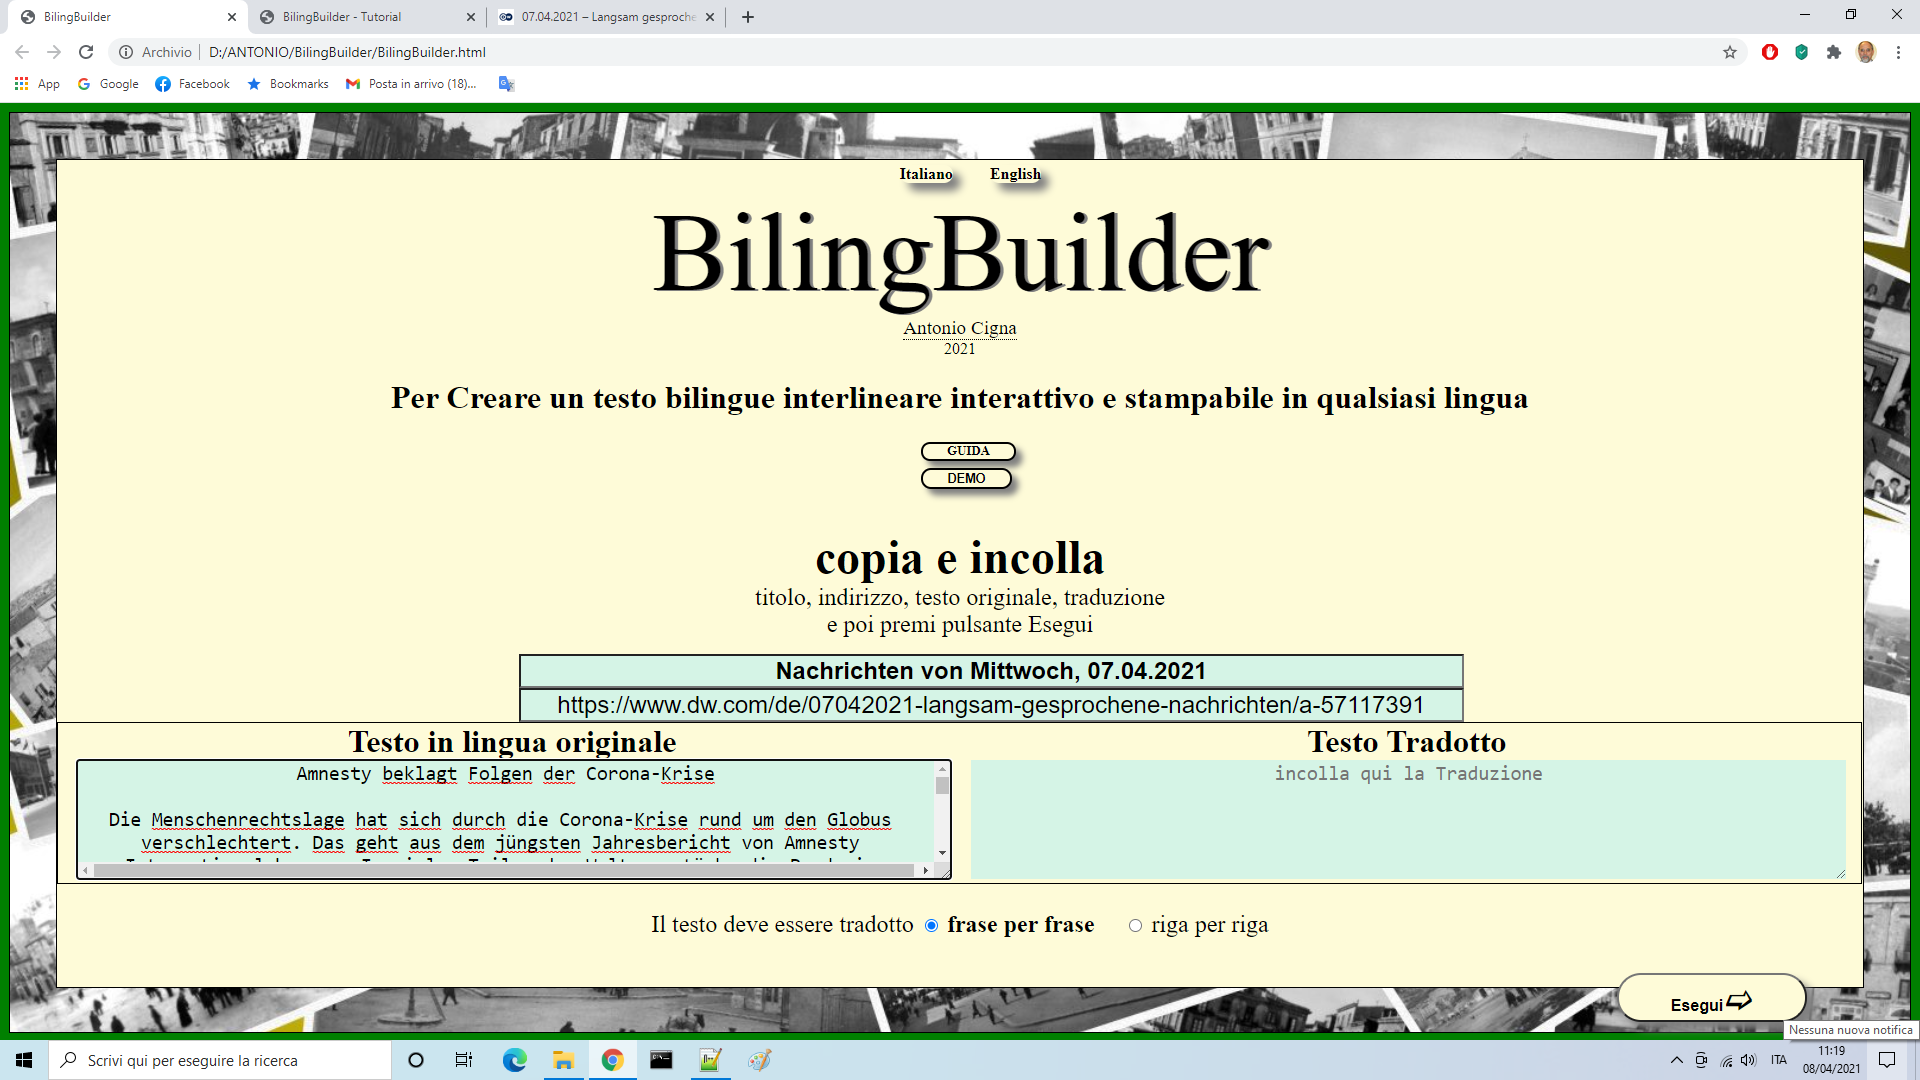 BilingBuilder
BilingBuilder - Tutorial
07.04.2021 – Langsam gesproche
Archivio
D:/ANTONIO/BilingBuilder/BilingBuilder.html
App
Google
Facebook
Bookmarks
Posta in arrivo (18)...
Italiano English
BilingBuilder
Antonio Cigna
2021
Per Creare un testo bilingue interlineare interattivo e stampabile in qualsiasi lingua
GUIDA
DEMO
copia e incolla
titolo, indirizzo, testo originale, traduzione
e poi premi pulsante Esegui
Nachrichten von Mittwoch, 07.04.2021
https://www.dw.com/de/07042021-langsam-gesprochene-nachrichten/a-57117391
Testo in lingua originale
Testo Tradotto
Amnesty beklagt Folgen der Corona-Krise
incolla qui la Traduzione
Die Menschenrechtslage hat sich durch die Corona-Krise rund um den Globus
verschlechtert. Das geht aus dem jüngsten Jahresbericht von Amnesty
Il testo deve essere tradotto frase per frase riga per riga
Esegui
Nessuna nuova notifica
Scrivi qui per eseguire la ricerca
ITA
11:19
08/04/2021